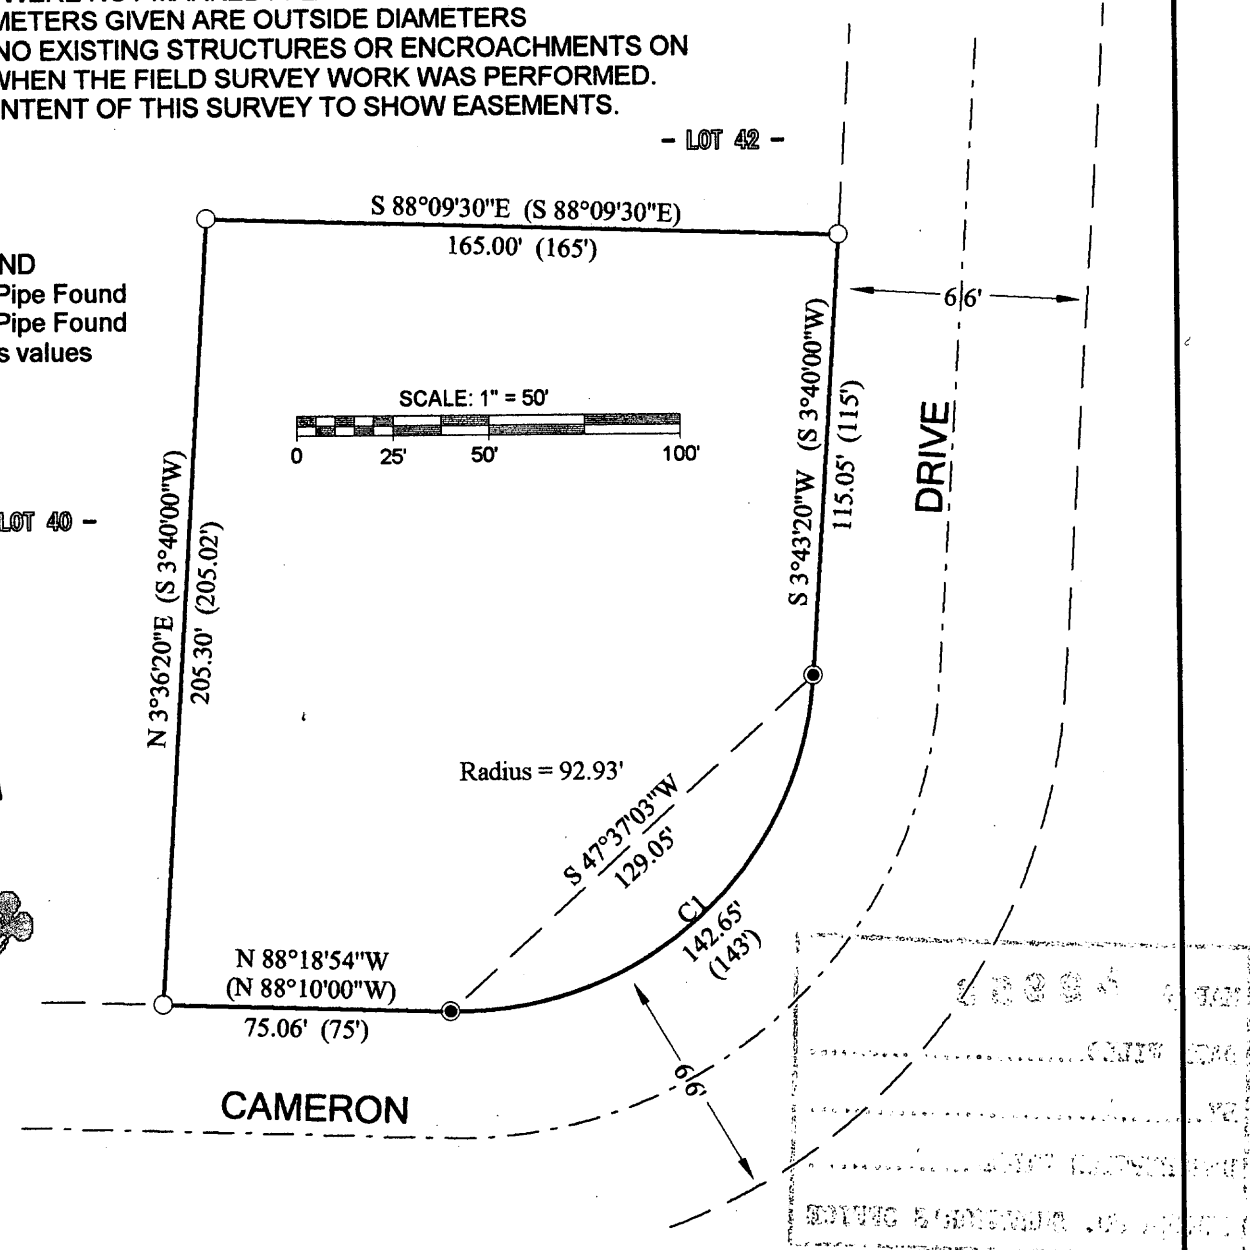 METERS GIVEN ARE OUTSIDE DIAMETERS
NO EXISTING STRUCTURES OR ENCROACHMENTS ON
WHEN THE FIELD SURVEY WORK WAS PERFORMED.
NTENT OF THIS SURVEY TO SHOW EASEMENTS.
- LOT 42 -
S 88°09'30"E (S 88°09'30"E)
165.00' (165')
ND
Pipe Found
Pipe Found
s values
66'
SCALE: 1" = 50'
0 25' 50' 100'
S 3°43'20"W (S 3°40'00"W)
115.05' (115')
DRIVE
LOT 40 -
N 3°36'20"E (S 3°40'00"W)
205.30' (205.02')
Radius = 92.93'
S 47°37'03"W
129.05'
C1
142.65'
(143')
N 88°18'54"W
(N 88°10'00"W)
75.06' (75')
66'
CAMERON